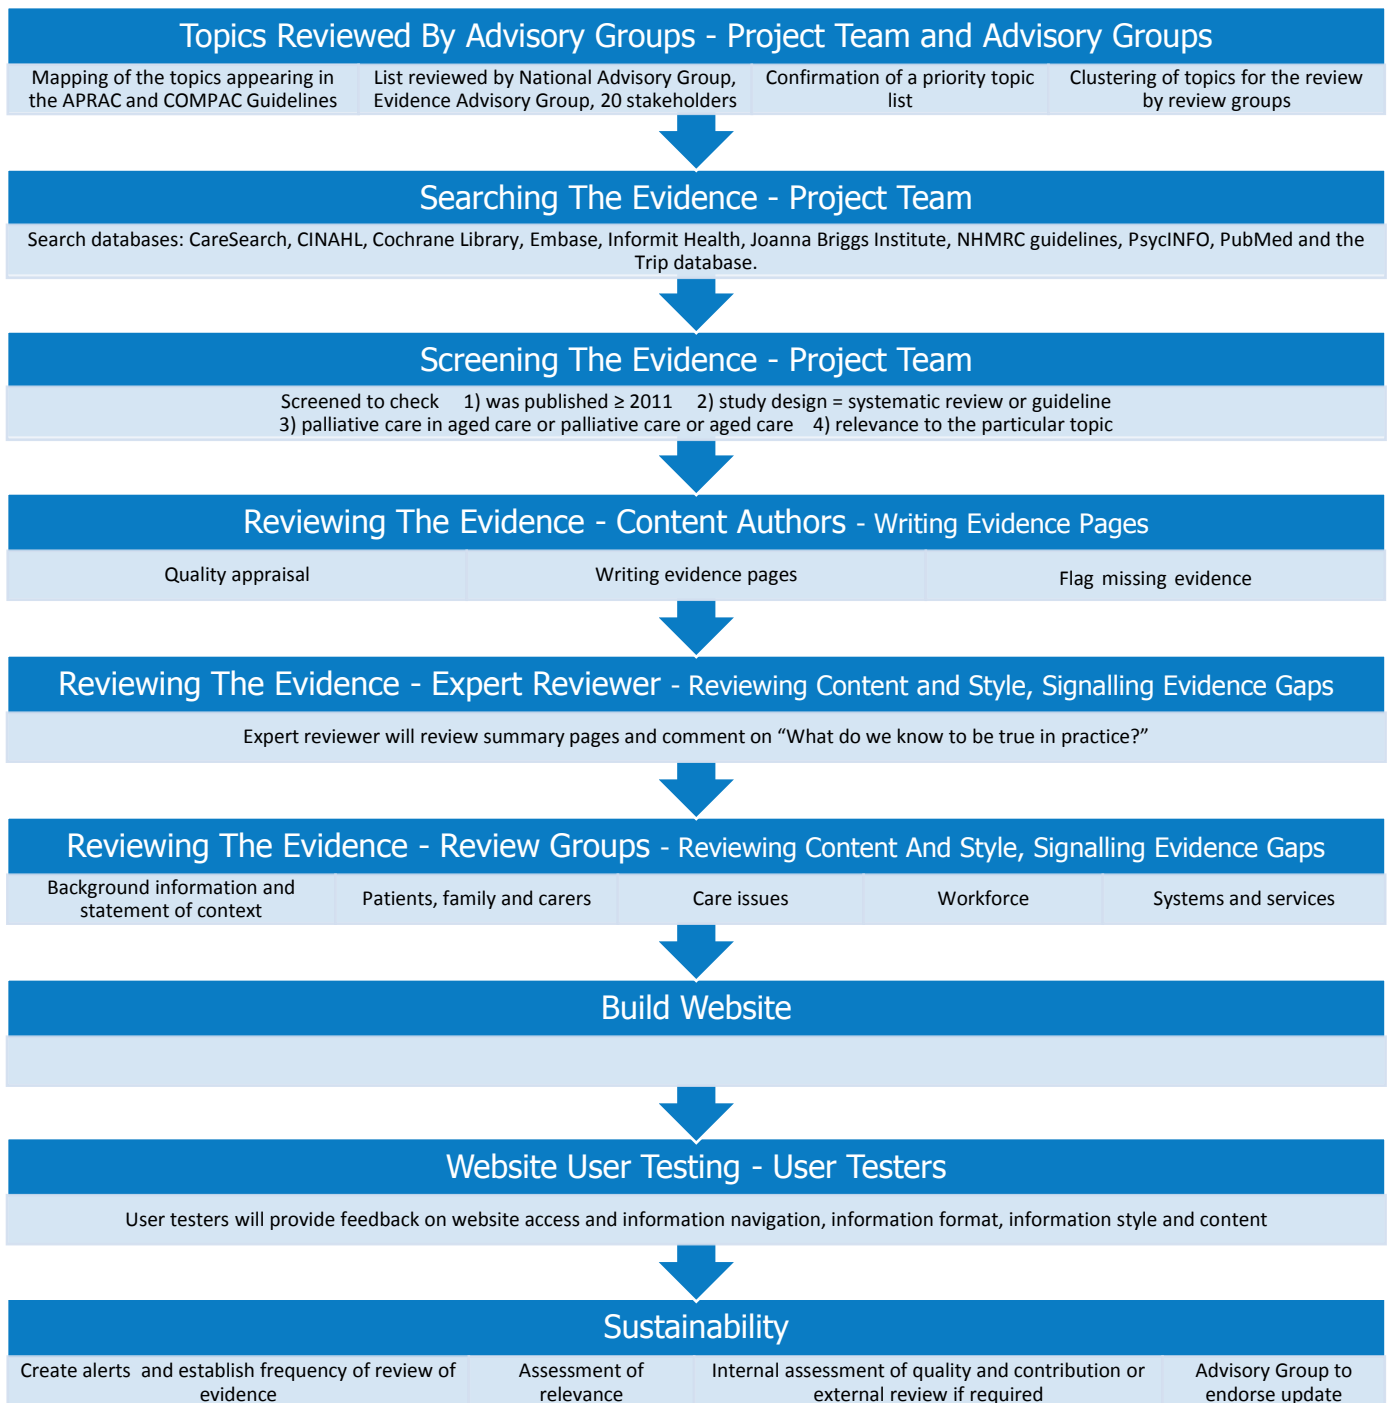 Topics Reviewed By Advisory Groups - Project Team and Advisory Groups
Mapping of the topics appearing in
the APRAC and COMPAC Guidelines
List reviewed by National Advisory Group,
Evidence Advisory Group, 20 stakeholders
Confirmation of a priority topic
list
Clustering of topics for the review
by review groups
Searching The Evidence - Project Team
Search databases: CareSearch, CINAHL, Cochrane Library, Embase, Informit Health, Joanna Briggs Institute, NHMRC guidelines, PsycINFO, PubMed and the
Trip database.
Screening The Evidence - Project Team
Screened to check 1) was published ≥ 2011 2) study design = systematic review or guideline
3) palliative care in aged care or palliative care or aged care 4) relevance to the particular topic
Reviewing The Evidence - Content Authors - Writing Evidence Pages
Quality appraisal
Writing evidence pages
Flag missing evidence
Reviewing The Evidence - Expert Reviewer - Reviewing Content and Style, Signalling Evidence Gaps
Expert reviewer will review summary pages and comment on “What do we know to be true in practice?”
Reviewing The Evidence - Review Groups - Reviewing Content And Style, Signalling Evidence Gaps
Background information and
statement of context
Patients, family and carers
Care issues
Workforce
Systems and services
Build Website
Website User Testing - User Testers
User testers will provide feedback on website access and information navigation, information format, information style and content
Sustainability
Create alerts and establish frequency of review of
evidence
Assessment of
relevance
Internal assessment of quality and contribution or
external review if required
Advisory Group to
endorse update